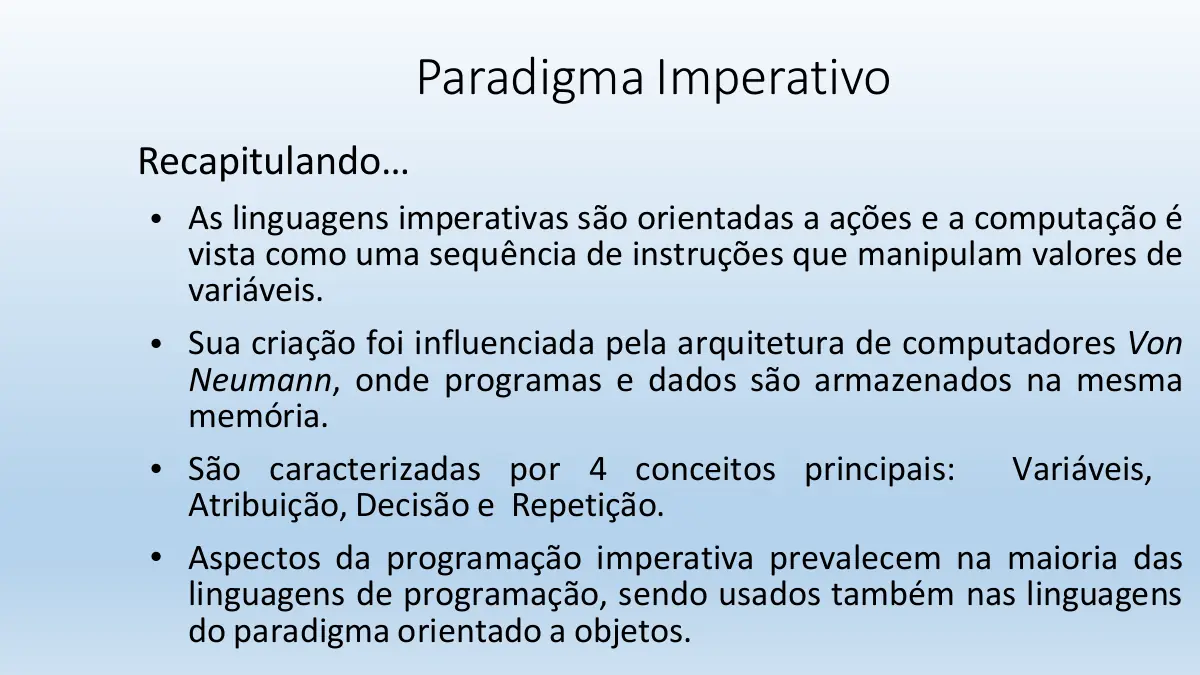 Paradigma Imperativo
Recapitulando...
• As linguagens imperativas são orientadas a ações e a computação é
vista como uma sequência de instruções que manipulam valores de
variáveis.
• Sua criação foi influenciada pela arquitetura de computadores Von
Neumann, onde programas e dados são armazenados na mesma
memória.
• São caracterizadas por 4 conceitos principais: Variáveis,
Atribuição, Decisão e Repetição.
• Aspectos da programação imperativa prevalecem na maioria das
linguagens de programação, sendo usados também nas linguagens
do paradigma orientado a objetos.